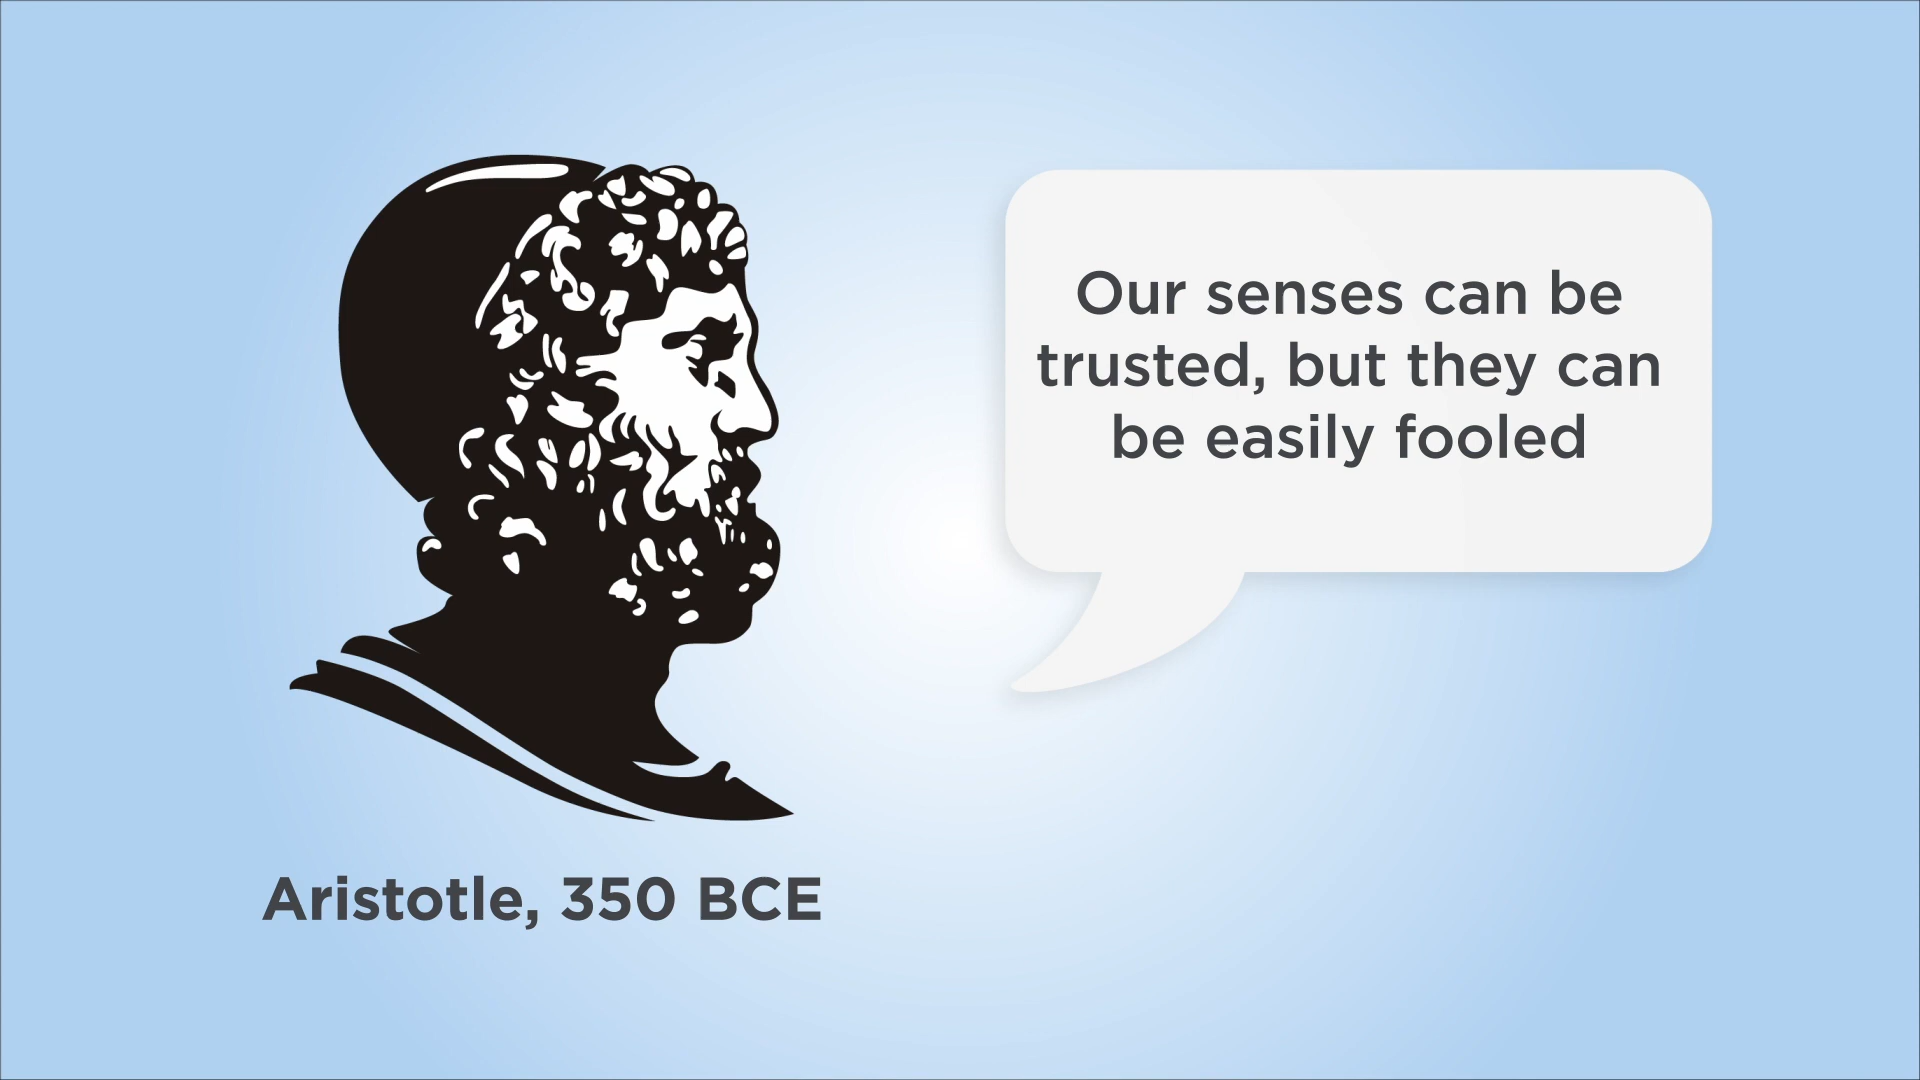 Our senses can be
trusted, but they can
be easily fooled
Aristotle, 350 BCE